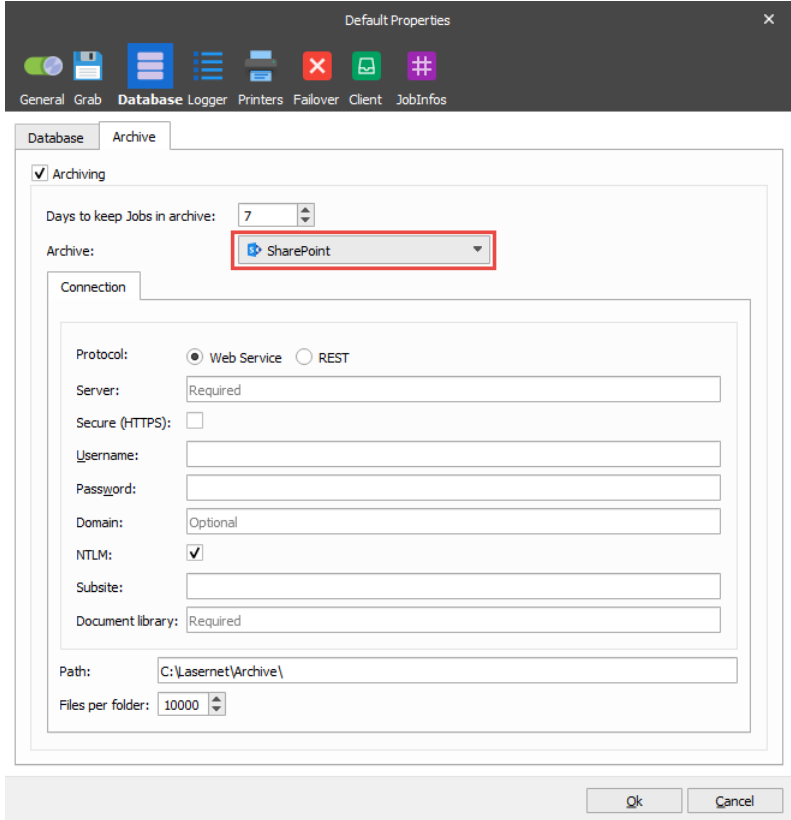 Default Properties
General Grab Database Logger Printers Failover Client JobInfos
Database Archive
Archiving
Days to keep Jobs in archive: 7
Archive: SharePoint
Connection
Protocol: Web Service REST
Server: Required
Secure (HTTPS):
Username:
Password:
Domain: Optional
NTLM:
Subsite:
Document library: Required
Path: C:\Lasernet\Archive\
Files per folder: 10000
Ok Cancel